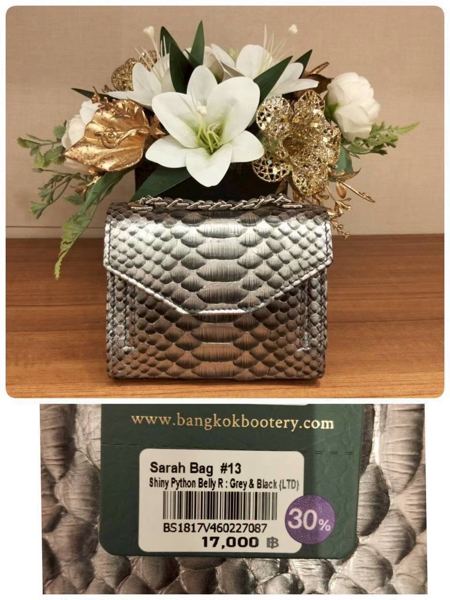 www.bangkokbootery.com
Sarah Bag #13
Shiny Python Belly R : Grey & Black {LTD}
BS1817V460227087
30%
17,000 ฿